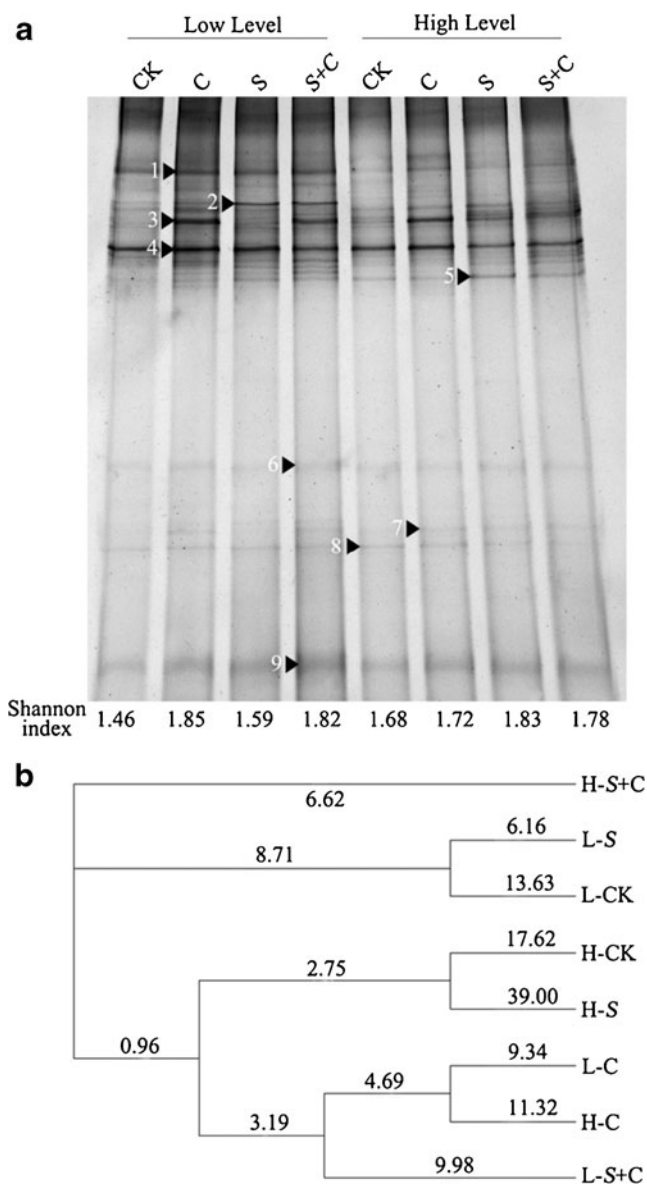 a
Low Level High Level
CK C S S+C CK C S S+C
1
2
3
4
5
6
7
8
9
Shannon
index
1.46 1.85 1.59 1.82 1.68 1.72 1.83 1.78
b
H-S+C
6.62
6.16
L-S
8.71
13.63
L-CK
17.62
H-CK
2.75
39.00
H-S
0.96
9.34
L-C
4.69
11.32
H-C
3.19
9.98
L-S+C